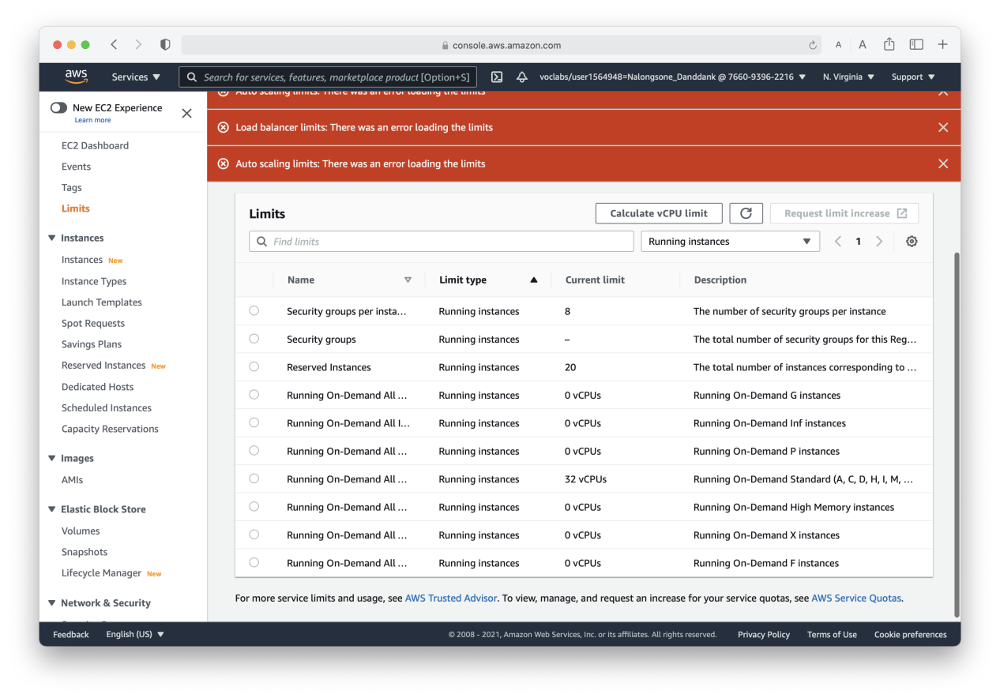 console.aws.amazon.com
A A
aws Services Search for services, features, marketplace product [Option+S] voclabs/user1564948=Nalongsone_Danddank @ 7660-9396-2216 N. Virginia Support
New EC2 Experience
Learn more
EC2 Dashboard
Events
Tags
Limits
Instances
Instances New
Instance Types
Launch Templates
Spot Requests
Savings Plans
Reserved Instances New
Dedicated Hosts
Scheduled Instances
Capacity Reservations
Images
AMIs
Elastic Block Store
Volumes
Snapshots
Lifecycle Manager New
Network & Security
Auto scaling limits: There was an error loading the limits
Load balancer limits: There was an error loading the limits
Auto scaling limits: There was an error loading the limits
Limits Calculate vCPU limit Request limit increase
Find limits Running instances 1
Name Limit type Current limit Description
Security groups per insta... Running instances 8 The number of security groups per instance
Security groups Running instances – The total number of security groups for this Reg...
Reserved Instances Running instances 20 The total number of instances corresponding to ...
Running On-Demand All ... Running instances 0 vCPUs Running On-Demand G instances
Running On-Demand All I... Running instances 0 vCPUs Running On-Demand Inf instances
Running On-Demand All ... Running instances 0 vCPUs Running On-Demand P instances
Running On-Demand All ... Running instances 32 vCPUs Running On-Demand Standard (A, C, D, H, I, M, ...
Running On-Demand All ... Running instances 0 vCPUs Running On-Demand High Memory instances
Running On-Demand All ... Running instances 0 vCPUs Running On-Demand X instances
Running On-Demand All ... Running instances 0 vCPUs Running On-Demand F instances
For more service limits and usage, see AWS Trusted Advisor. To view, manage, and request an increase for your service quotas, see AWS Service Quotas.
Feedback English (US) © 2008 - 2021, Amazon Web Services, Inc. or its affiliates. All rights reserved. Privacy Policy Terms of Use Cookie preferences